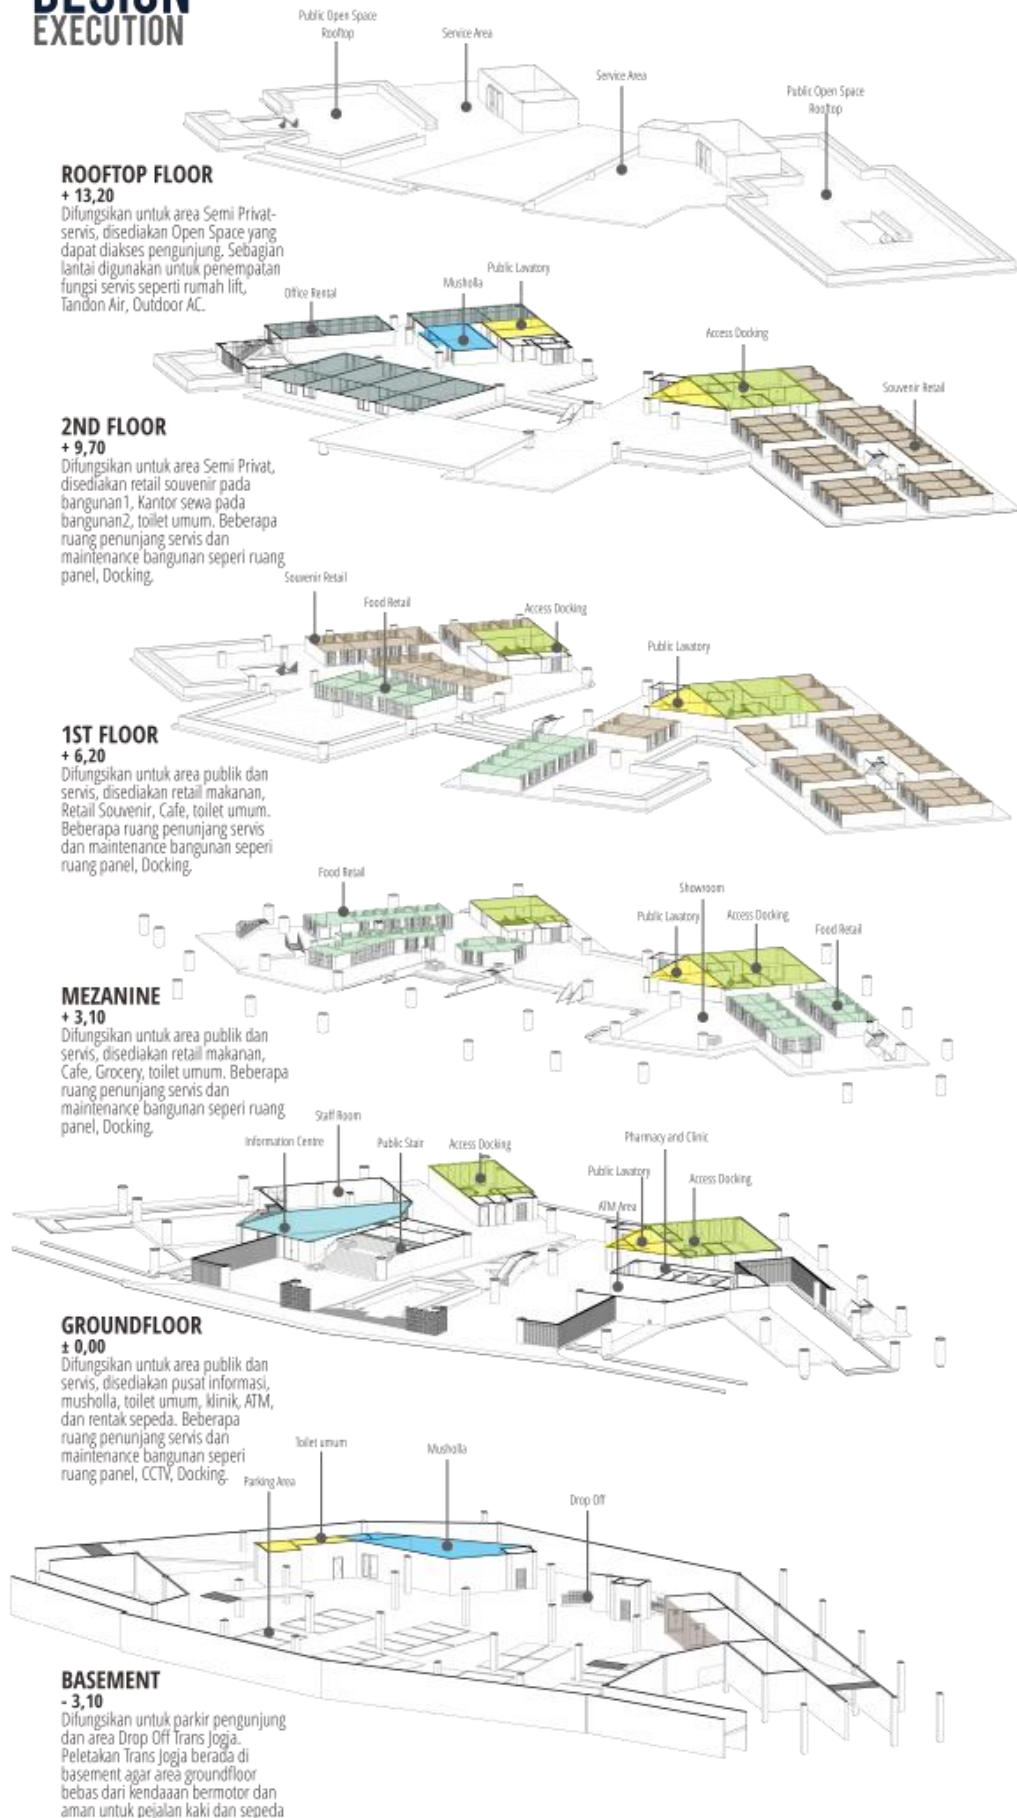 DESIGN
EXECUTION
Public Open Space
Rooftop
Service Area
Service Area
Public Open Space
Rooftop
ROOFTOP FLOOR
+ 13,20
Difungsikan untuk area Semi Privat-
servis, disediakan Open Space yang
dapat diakses pengunjung. Sebagian
lantai digunakan untuk penempatan
fungsi servis seperti rumah lift,
Tandon Air, Outdoor AC.
Office Rental
Musholla
Public Lavatory
Access Docking
Souvenir Retail
2ND FLOOR
+ 9,70
Difungsikan untuk area Semi Privat,
disediakan retail souvenir pada
bangunan1, Kantor sewa pada
bangunan2, toilet umum. Beberapa
ruang penunjang servis dan
maintenance bangunan seperi ruang
panel, Docking.
Souvenir Retail
Food Retail
Access Docking
Public Lavatory
1ST FLOOR
+ 6,20
Difungsikan untuk area publik dan
servis, disediakan retail makanan,
Retail Souvenir, Cafe, toilet umum.
Beberapa ruang penunjang servis
dan maintenance bangunan seperi
ruang panel, Docking.
Food Retail
Showroom
Public Lavatory
Access Docking
Food Retail
MEZANINE
+ 3,10
Difungsikan untuk area publik dan
servis, disediakan retail makanan,
Cafe, Grocery, toilet umum. Beberapa
ruang penunjang servis dan
maintenance bangunan seperi ruang
panel, Docking.
Staff Room
Information Centre
Public Stair
Access Docking
Pharmacy and Clinic
Public Lavatory
Access Docking
ATM Area
GROUNDFLOOR
± 0,00
Difungsikan untuk area publik dan
servis, disediakan pusat informasi,
musholla, toilet umum, klinik, ATM,
dan rentak sepeda. Beberapa
ruang penunjang servis dan
maintenance bangunan seperi
ruang panel, CCTV, Docking.
Toilet umum
Musholla
Parking Area
Drop Off
BASEMENT
- 3,10
Difungsikan untuk parkir pengunjung
dan area Drop Off Trans Jogja.
Peletakan Trans Jogja berada di
basement agar area groundfloor
bebas dari kendaaan bermotor dan
aman untuk pejalan kaki dan sepeda